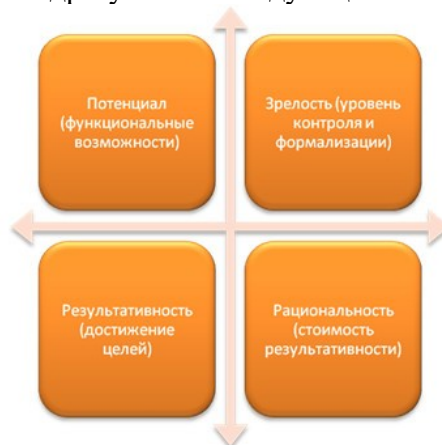 Потенциал
(функциональные
возможности)
Зрелость (уровень
контроля и
формализации)
Результативность
(достижение
целей)
Рациональность
(стоимость
результативности)